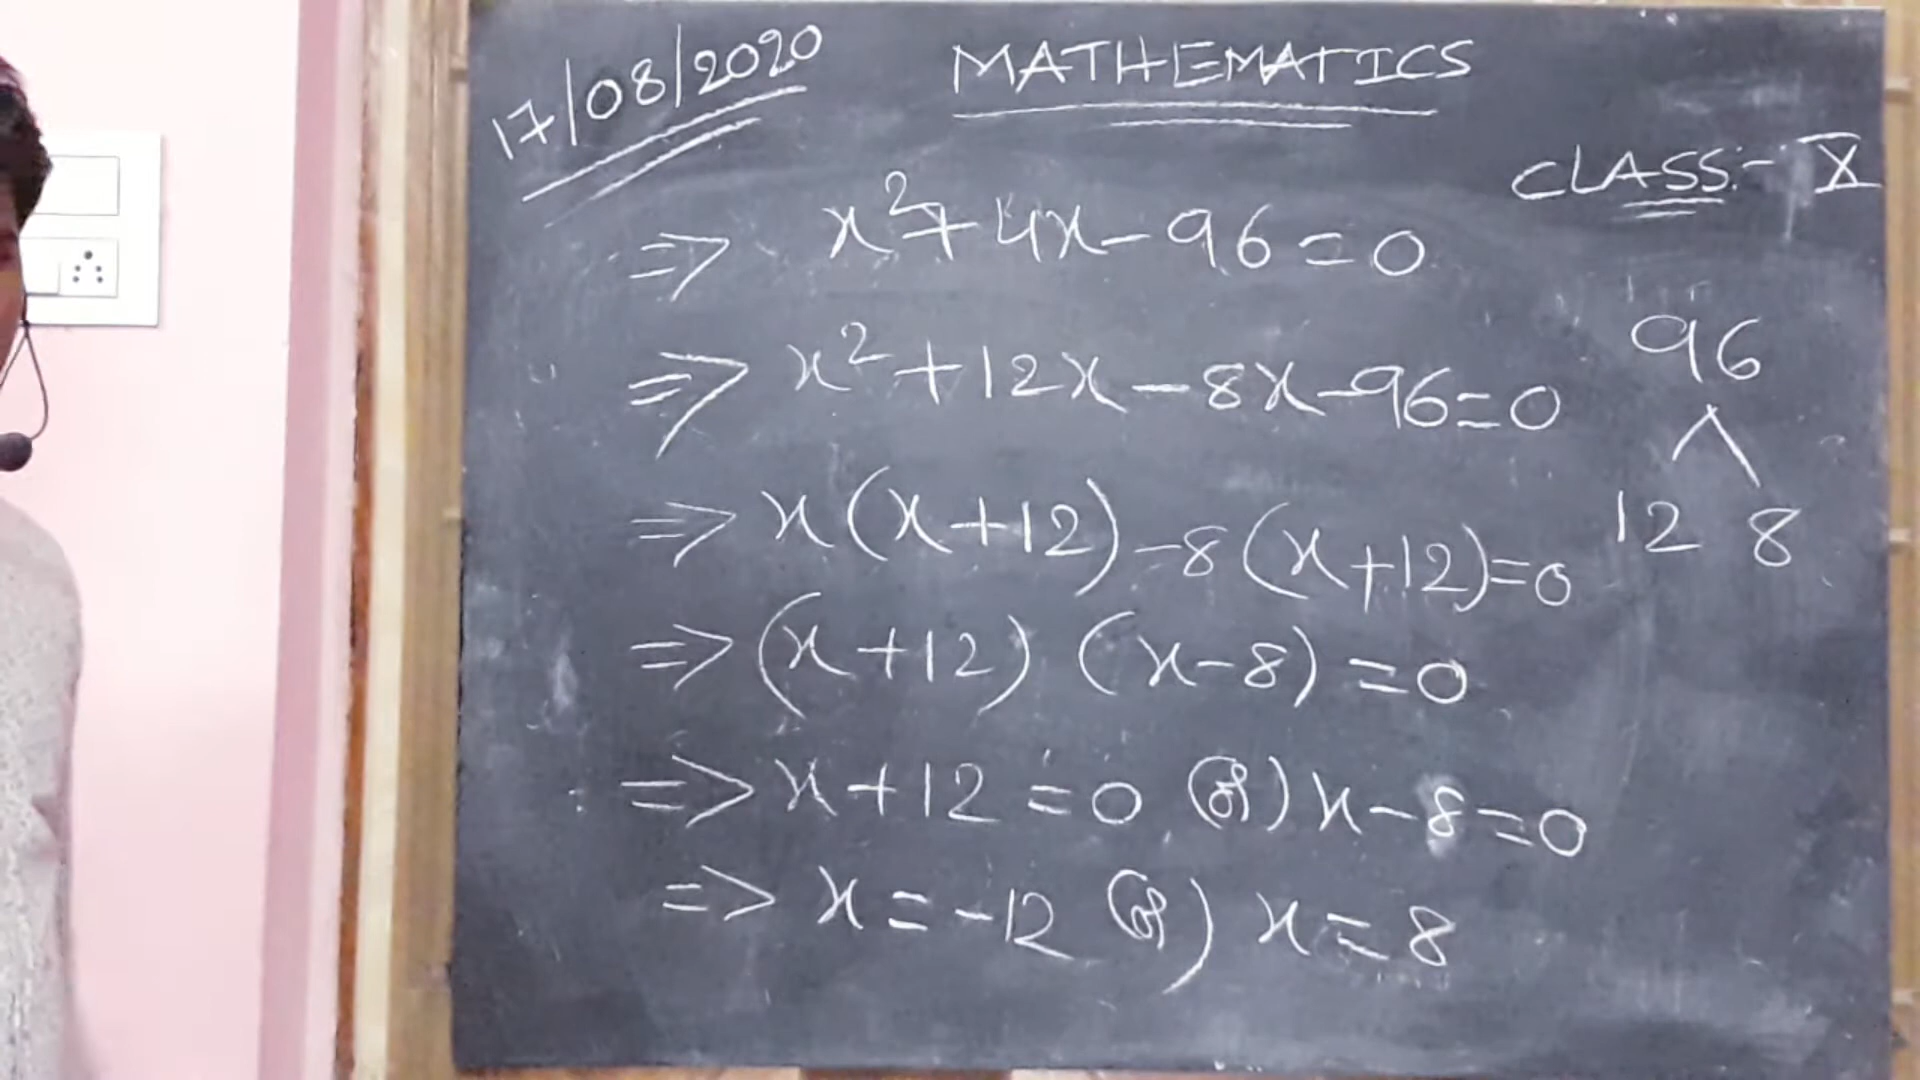 17/08/2020
MATHEMATICS
CLASS:- X
⇒ x²+4x-96=0
⇒ x²+12x-8x-96=0
⇒ x(x+12)-8(x+12)=0
⇒ (x+12) (x-8)=0
⇒ x+12=0 (or) x-8=0
⇒ x=-12 (or) x=8
96
12 8